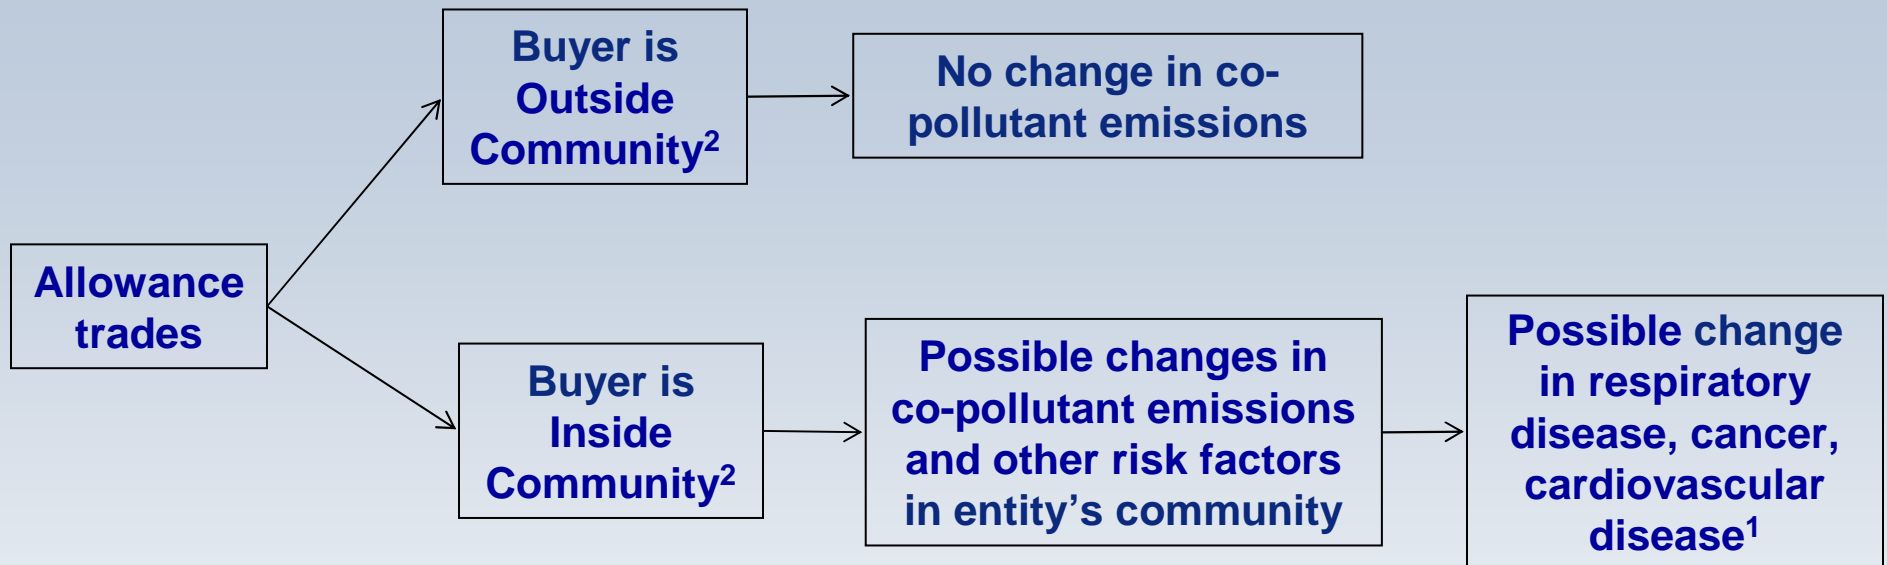 Buyer is
Outside
Community²
No change in co-
pollutant emissions
Allowance
trades
Buyer is
Inside
Community²
Possible changes in
co-pollutant emissions
and other risk factors
in entity’s community
Possible change
in respiratory
disease, cancer,
cardiovascular
disease¹